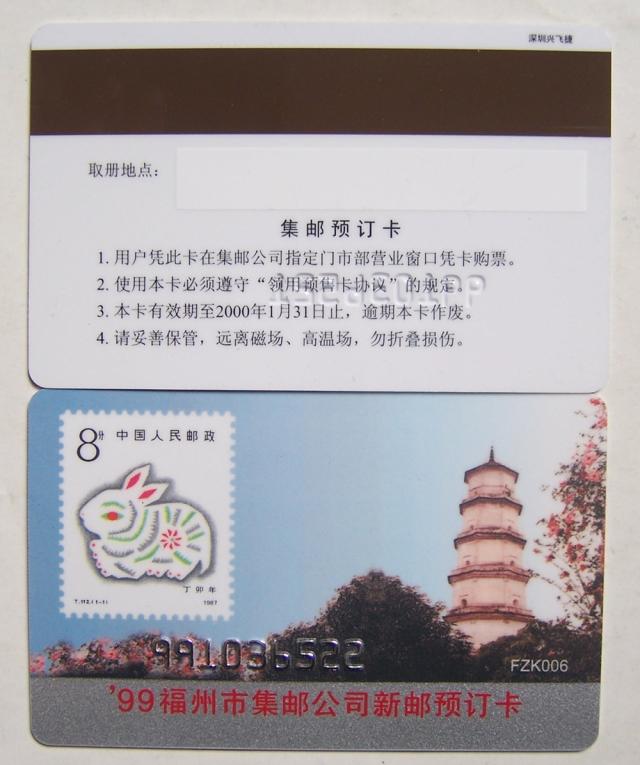 深圳兴飞捷
取册地点：
集邮预订卡
1. 用户凭此卡在集邮公司指定门市部营业窗口凭卡购票。
2. 使用本卡必须遵守“领用预售卡协议”的规定。
3. 本卡有效期至2000年1月31日止，逾期本卡作废。
4. 请妥善保管，远离磁场、高温场，勿折叠损伤。
8分 中国人民邮政
丁卯年
T.112.(1-1) 1987
991036522
FZK006
'99福州市集邮公司新邮预订卡